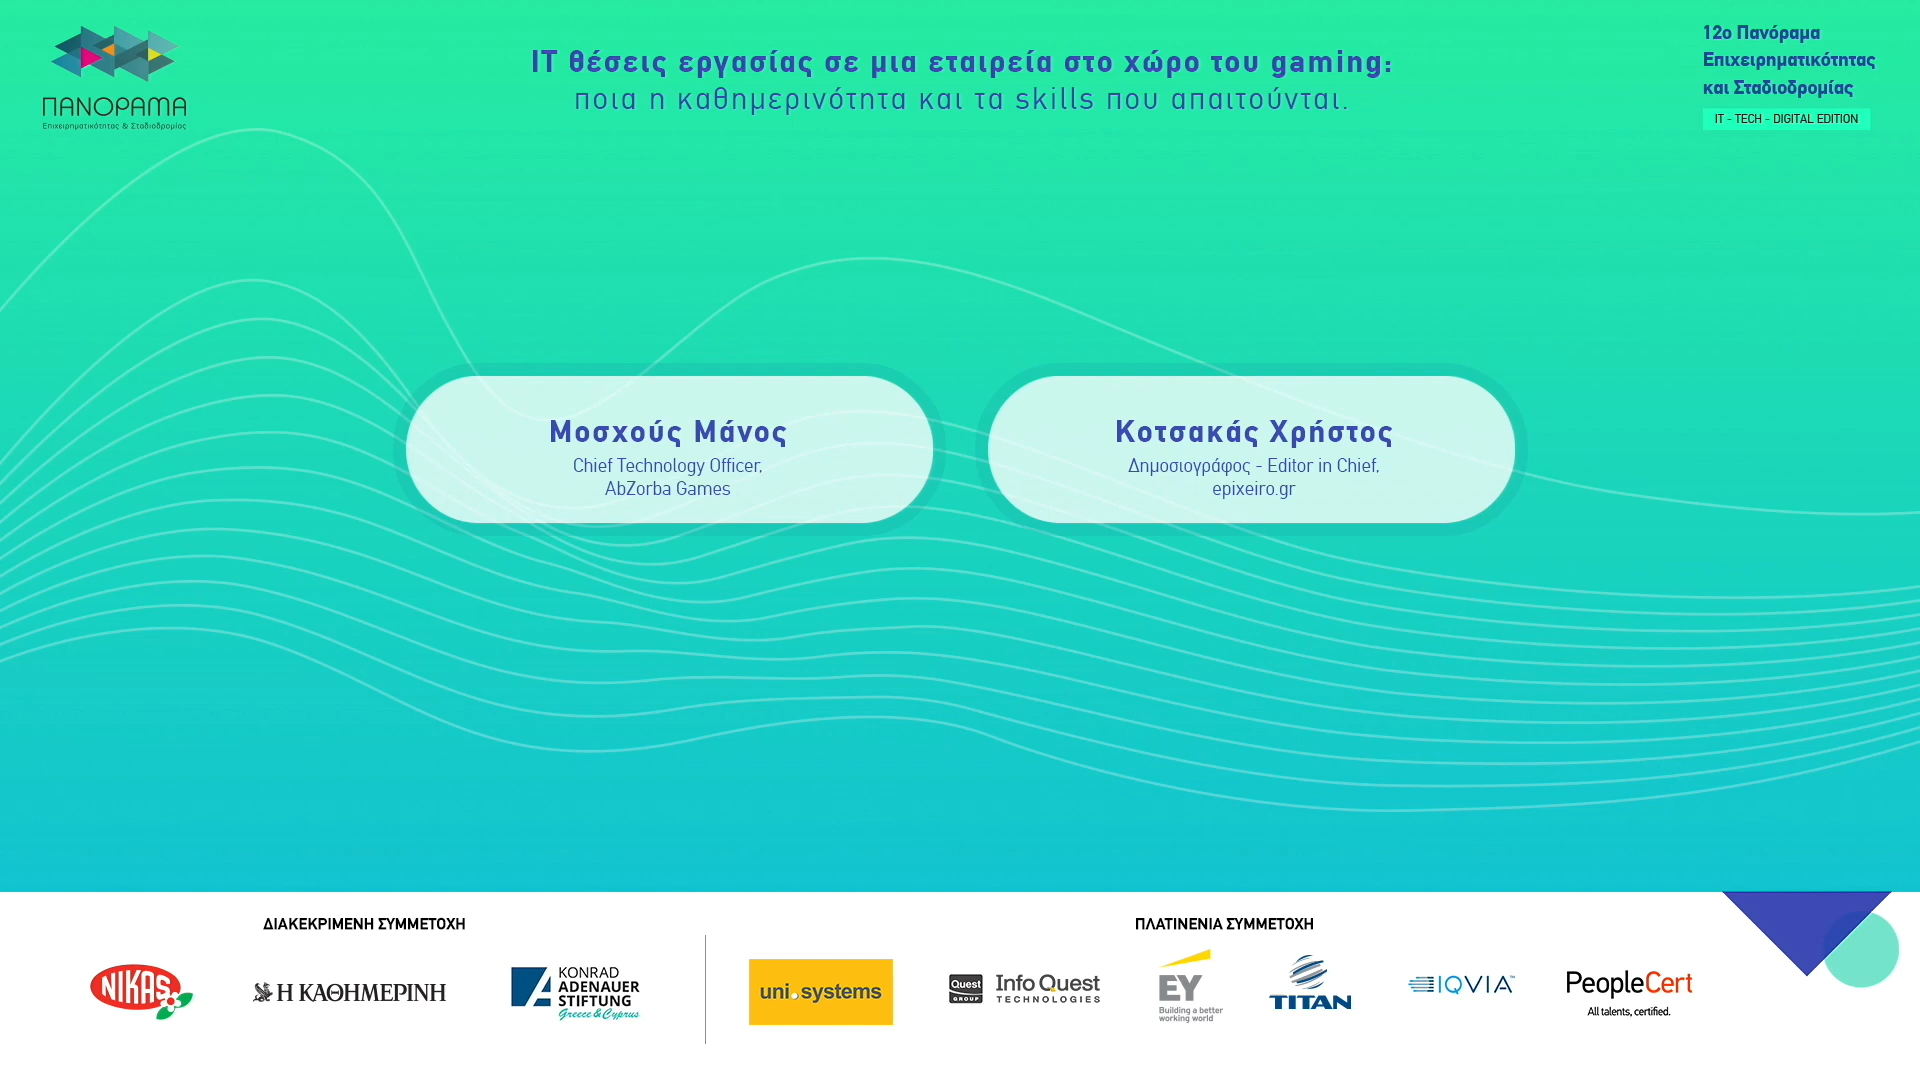 ΠΑΝΟΡΑΜΑ
Επιχειρηματικότητας & Σταδιοδρομίας
IT θέσεις εργασίας σε μια εταιρεία στο χώρο του gaming:
ποια η καθημερινότητα και τα skills που απαιτούνται.
12ο Πανόραμα
Επιχειρηματικότητας
και Σταδιοδρομίας
IT - TECH - DIGITAL EDITION
Μοσχούς Μάνος
Chief Technology Officer,
AbZorba Games
Κοτσακάς Χρήστος
Δημοσιογράφος - Editor in Chief,
epixeiro.gr
ΔΙΑΚΕΚΡΙΜΕΝΗ ΣΥΜΜΕΤΟΧΗ
NIKAS
Η ΚΑΘΗΜΕΡΙΝΗ
KONRAD
ADENAUER
STIFTUNG
Greece & Cyprus
ΠΛΑΤΙΝΕΝΙΑ ΣΥΜΜΕΤΟΧΗ
uni.systems
Quest
GROUP
Info Quest
TECHNOLOGIES
EY
Building a better
working world
TITAN
IQVIA™
PeopleCert
All talents, certified.